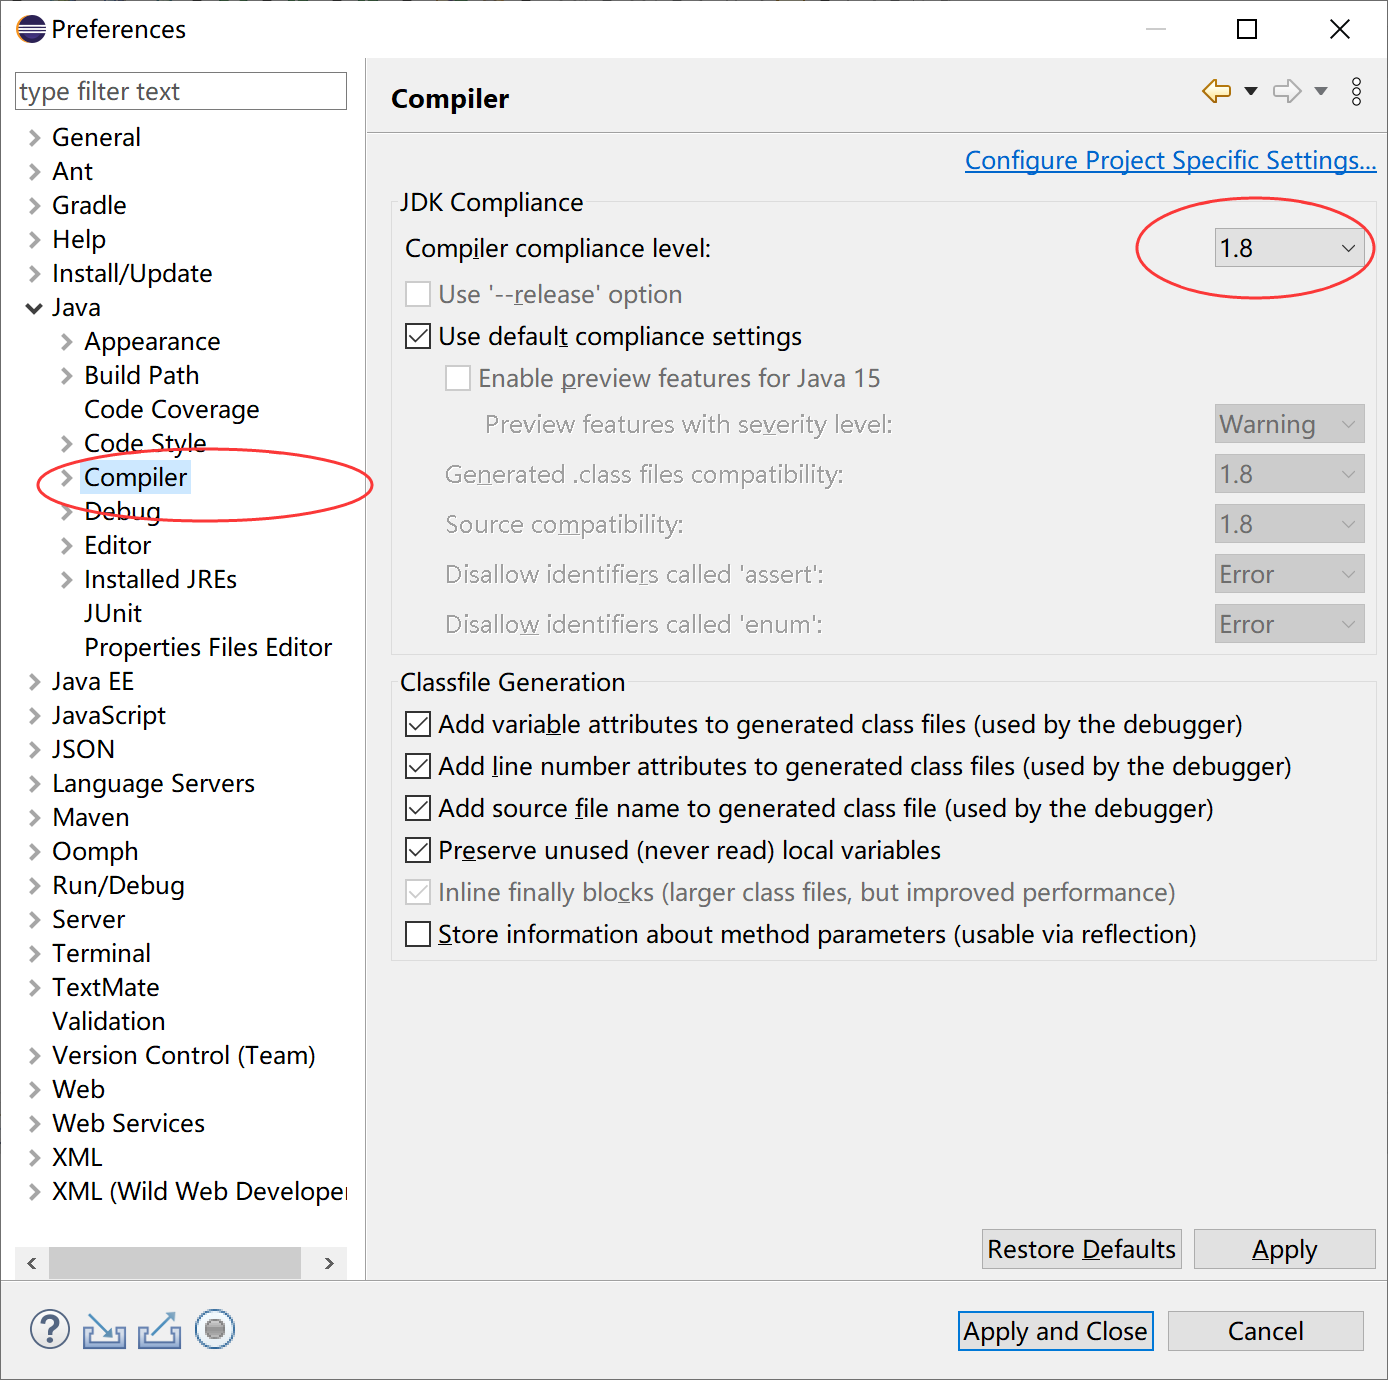 Preferences
type filter text
General
Ant
Gradle
Help
Install/Update
Java
Appearance
Build Path
Code Coverage
Code Style
Compiler
Debug
Editor
Installed JREs
JUnit
Properties Files Editor
Java EE
JavaScript
JSON
Language Servers
Maven
Oomph
Run/Debug
Server
Terminal
TextMate
Validation
Version Control (Team)
Web
Web Services
XML
XML (Wild Web Developer
Compiler
Configure Project Specific Settings...
JDK Compliance
Compiler compliance level: 1.8
Use '--release' option
Use default compliance settings
Enable preview features for Java 15
Preview features with severity level: Warning
Generated .class files compatibility: 1.8
Source compatibility: 1.8
Disallow identifiers called 'assert': Error
Disallow identifiers called 'enum': Error
Classfile Generation
Add variable attributes to generated class files (used by the debugger)
Add line number attributes to generated class files (used by the debugger)
Add source file name to generated class file (used by the debugger)
Preserve unused (never read) local variables
Inline finally blocks (larger class files, but improved performance)
Store information about method parameters (usable via reflection)
Restore Defaults Apply
? Apply and Close Cancel